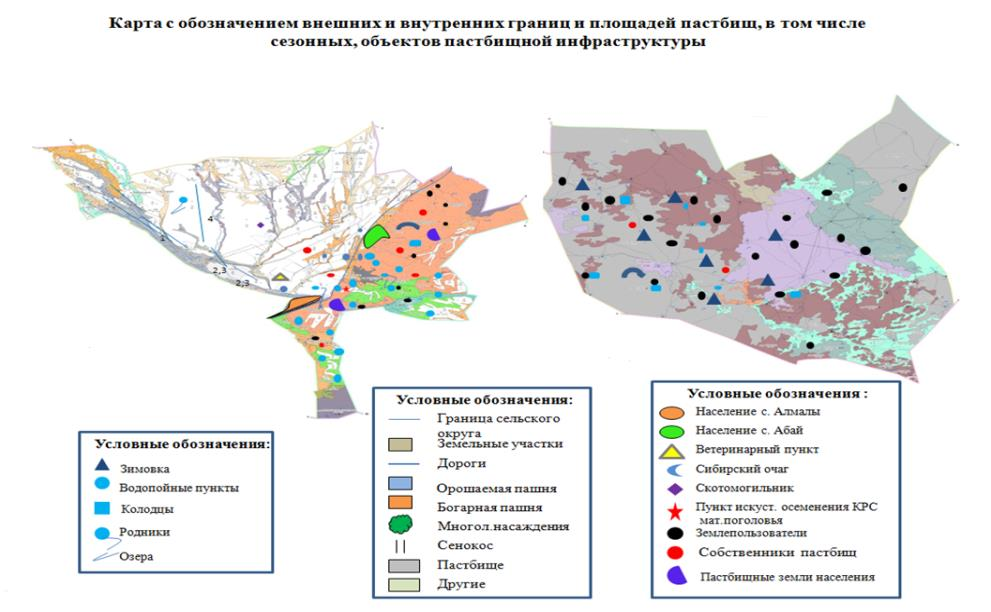 Карта с обозначением внешних и внутренних границ и площадей пастбищ, в том числе
сезонных, объектов пастбищной инфраструктуры
4
1
2,3
2,3
Условные обозначения:
Зимовка
Водопойные пункты
Колодцы
Родники
Озера
Условные обозначения:
Граница сельского
округа
Земельные участки
Дороги
Орошаемая пашня
Богарная пашня
Многол.насаждения
Сенокос
Пастбище
Другие
Условные обозначения :
Население с. Алмалы
Население с. Абай
Ветеринарный пункт
Сибирский очаг
Скотомогильник
Пункт искуст. осеменения КРС
мат.поголовья
Землепользователи
Собственники пастбищ
Пастбищные земли населения